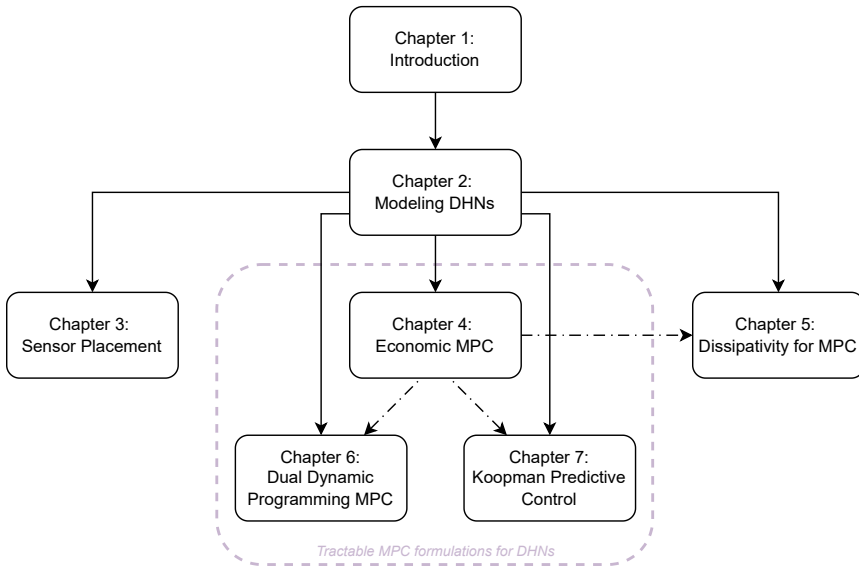 Chapter 1:
Introduction
Chapter 2:
Modeling DHNs
Chapter 3:
Sensor Placement
Chapter 4:
Economic MPC
Chapter 5:
Dissipativity for MPC
Chapter 6:
Dual Dynamic
Programming MPC
Chapter 7:
Koopman Predictive
Control
Tractable MPC formulations for DHNs